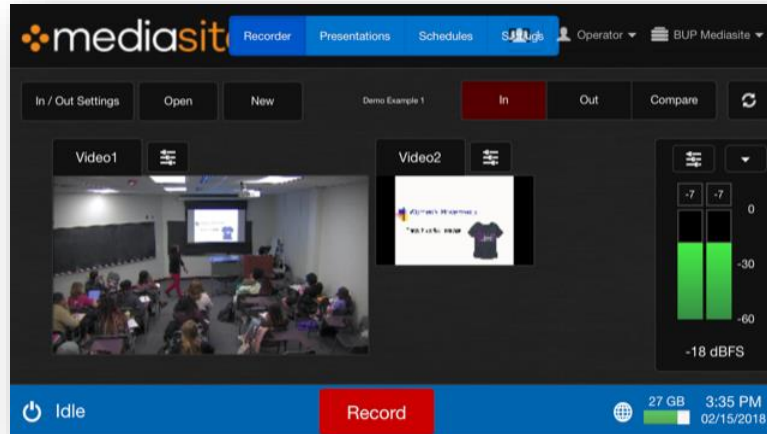 mediasit
Recorder
Presentations
Schedules
Operator
BUP Mediasite
In / Out Settings
Open
New
Demo Example 1
In
Out
Compare
Video1
Video2
-7
-7
0
-30
-60
-18 dBFS
Idle
Record
27 GB
3:35 PM
02/15/2018